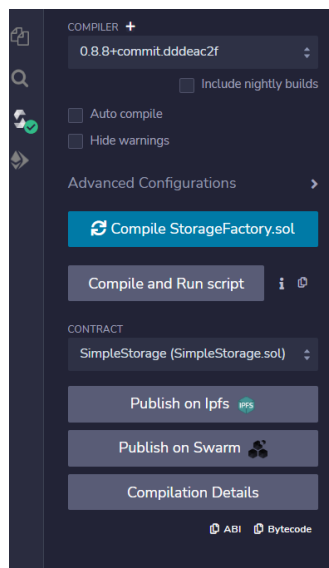 COMPILER +
0.8.8+commit.dddeac2f
Include nightly builds
Auto compile
Hide warnings
Advanced Configurations
Compile StorageFactory.sol
Compile and Run script
i
CONTRACT
SimpleStorage (SimpleStorage.sol)
Publish on Ipfs IPFS
Publish on Swarm
Compilation Details
ABI Bytecode